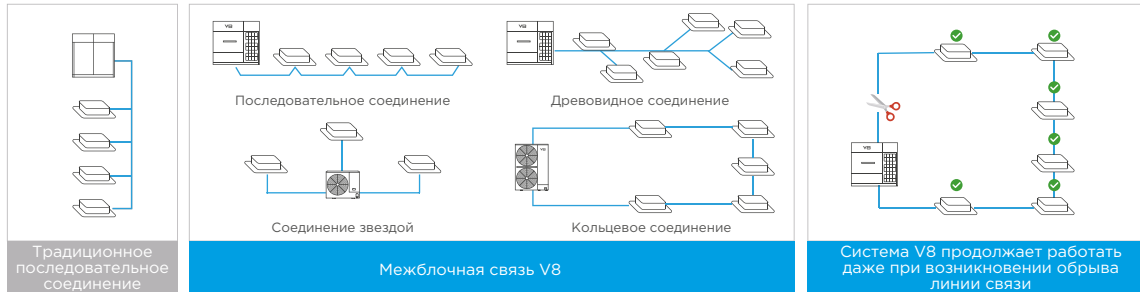 V8
V8
Последовательное соединение
Древовидное соединение
V8
Соединение звездой
Кольцевое соединение
V8
Традиционное
последовательное
соединение
Межблочная связь V8
Система V8 продолжает работать
даже при возникновении обрыва
линии связи